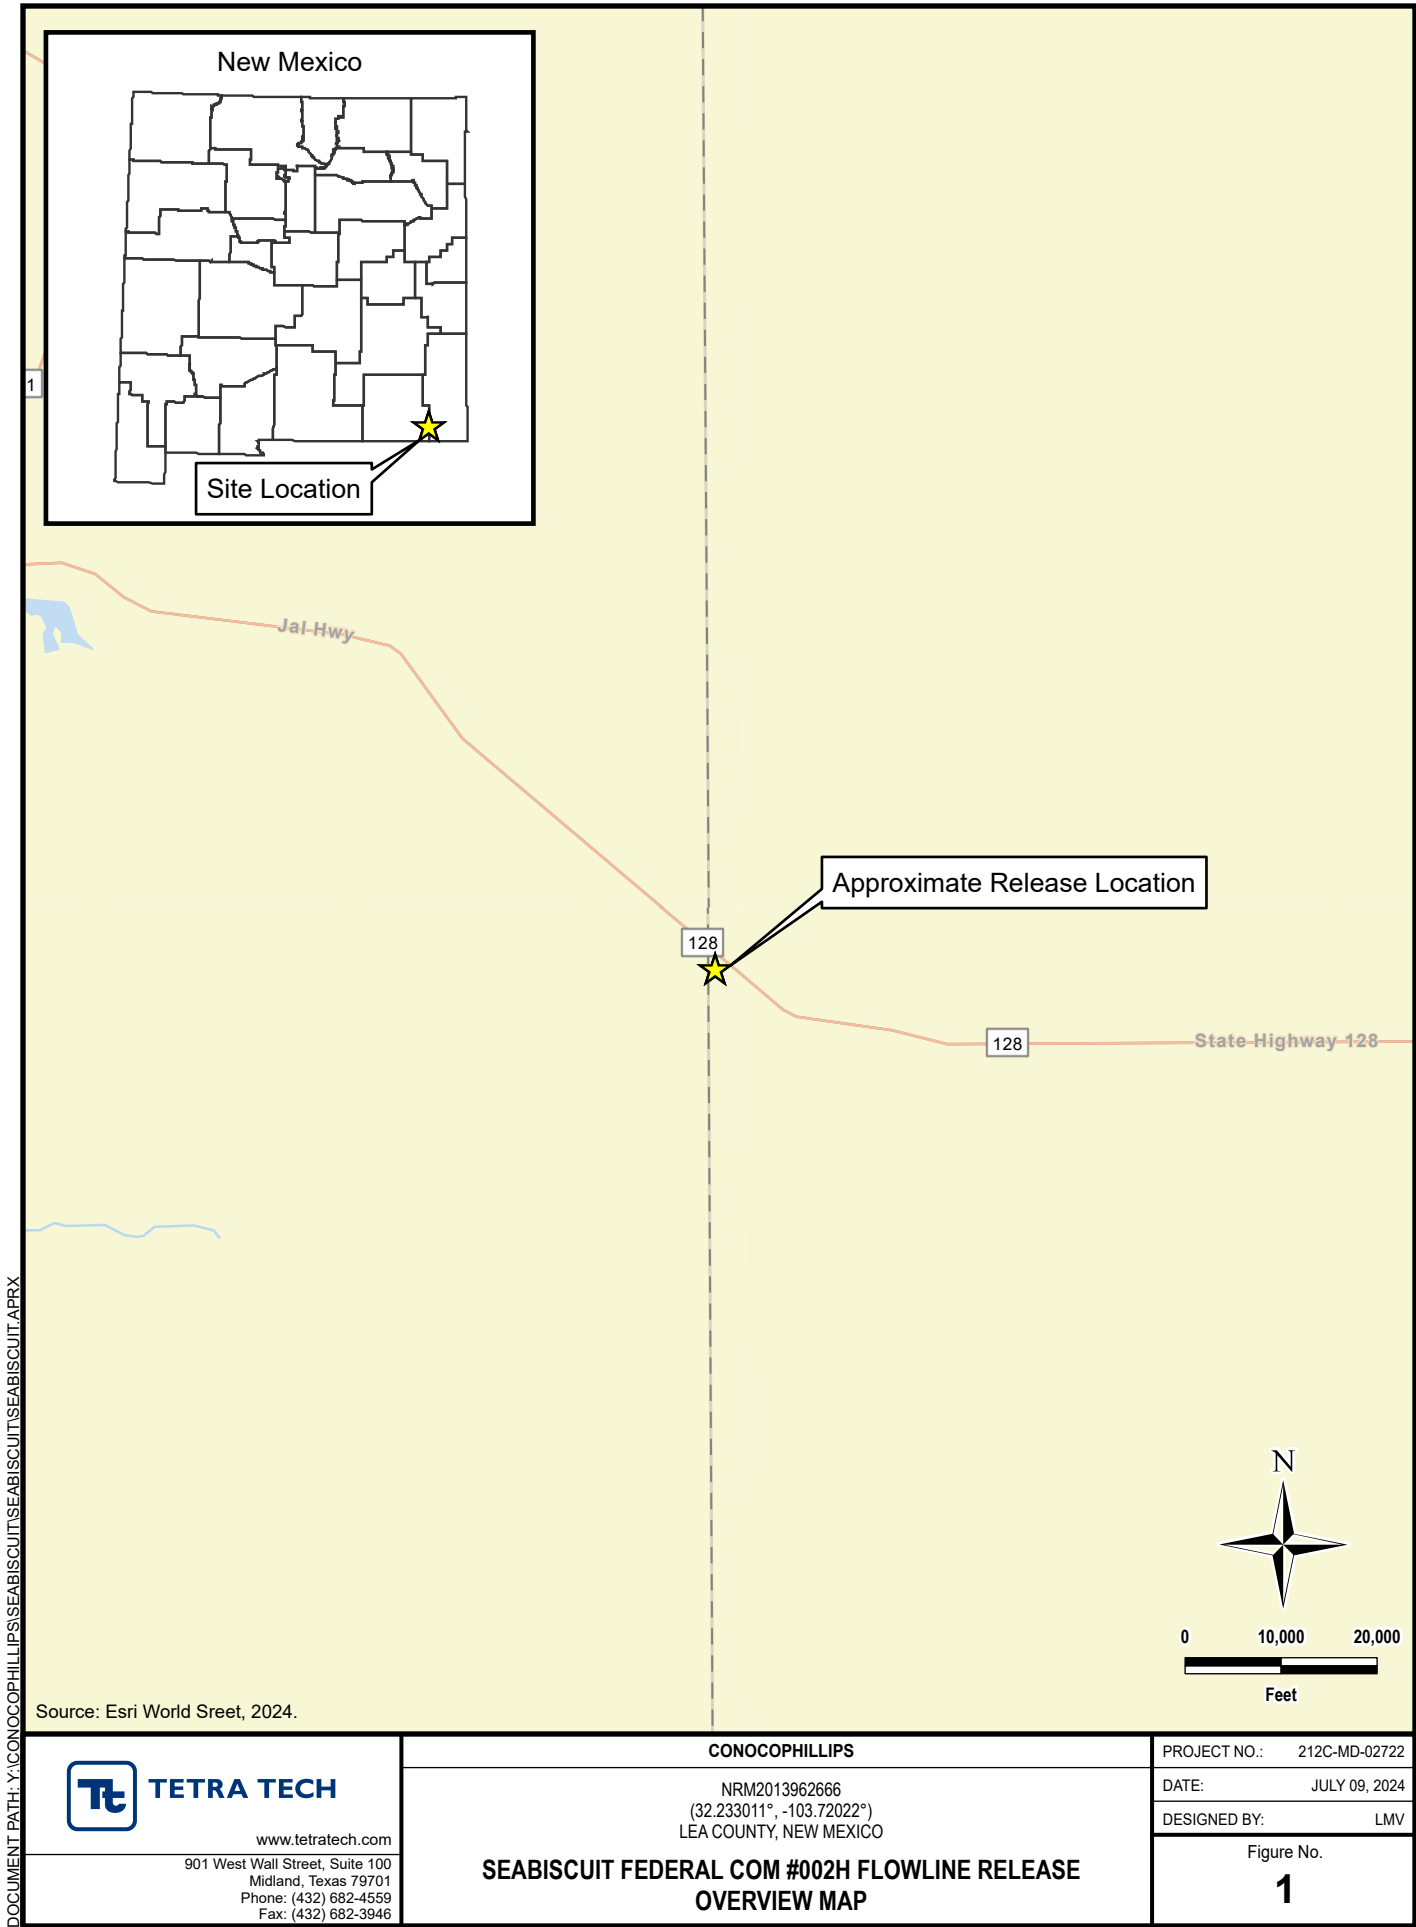 New Mexico
Site Location
1
Jal Hwy
Approximate Release Location
128
128
State Highway 128
N
0 10,000 20,000
Feet
Source: Esri World Sreet, 2024.
DOCUMENT PATH: Y:\CONOCOPHILLIPS\SEABISCUIT\SEABISCUIT\SEABISCUIT.APRX
Tt TETRA TECH
www.tetratech.com
901 West Wall Street, Suite 100
Midland, Texas 79701
Phone: (432) 682-4559
Fax: (432) 682-3946
CONOCOPHILLIPS
NRM2013962666
(32.233011°, -103.72022°)
LEA COUNTY, NEW MEXICO
SEABISCUIT FEDERAL COM #002H FLOWLINE RELEASE
OVERVIEW MAP
PROJECT NO.: 212C-MD-02722
DATE: JULY 09, 2024
DESIGNED BY: LMV
Figure No.
1